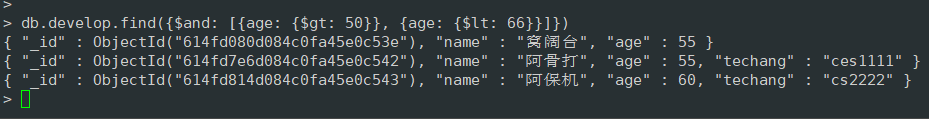 >
> db.develop.find({$and: [{age: {$gt: 50}}, {age: {$lt: 66}}]})
{ "_id" : ObjectId("614fd080d084c0fa45e0c53e"), "name" : "窝阔台", "age" : 55 }
{ "_id" : ObjectId("614fd7e6d084c0fa45e0c542"), "name" : "阿骨打", "age" : 55, "techang" : "ces1111" }
{ "_id" : ObjectId("614fd814d084c0fa45e0c543"), "name" : "阿保机", "age" : 60, "techang" : "cs2222" }
>